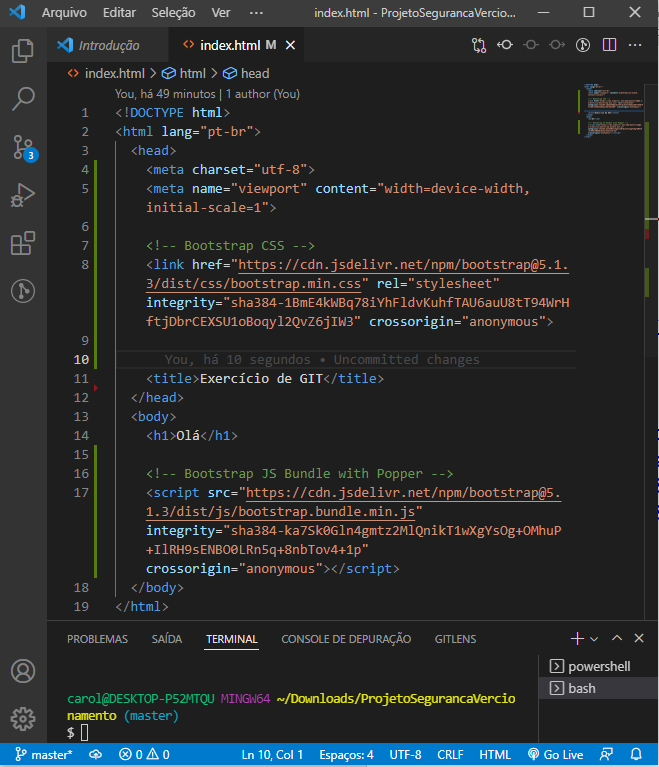 Arquivo Editar Seleção Ver ··· index.html - ProjetoSegurancaVercio...
Introdução <> index.html M
<> index.html > html > head
You, há 49 minutos | 1 author (You)
1 <!DOCTYPE html>
2 <html lang="pt-br">
3 <head>
4 <meta charset="utf-8">
5 <meta name="viewport" content="width=device-width,
initial-scale=1">
6
7 <!-- Bootstrap CSS -->
8 <link href="https://cdn.jsdelivr.net/npm/bootstrap@5.1.
3/dist/css/bootstrap.min.css" rel="stylesheet"
integrity="sha384-1BmE4kWBq78iYhFldvKuhfTAU6auU8tT94WrH
ftjDbrCEXSU1oBoqyl2QvZ6jIW3" crossorigin="anonymous">
9
10 You, há 10 segundos • Uncommitted changes
11 <title>Exercício de GIT</title>
12 </head>
13 <body>
14 <h1>Olá</h1>
15
16 <!-- Bootstrap JS Bundle with Popper -->
17 <script src="https://cdn.jsdelivr.net/npm/bootstrap@5.
1.3/dist/js/bootstrap.bundle.min.js"
integrity="sha384-ka7Sk0Gln4gmtz2MlQnikT1wXgYsOg+OMhuP
+IlRH9sENBO0LRn5q+8nbTov4+1p"
crossorigin="anonymous"></script>
18 </body>
19 </html>
3
PROBLEMAS SAÍDA TERMINAL CONSOLE DE DEPURAÇÃO GITLENS
powershell
bash
carol@DESKTOP-P52MTQU MINGW64 ~/Downloads/ProjetoSegurancaVercio
namento (master)
$
master* 0 0 Ln 10, Col 1 Espaços: 4 UTF-8 CRLF HTML Go Live